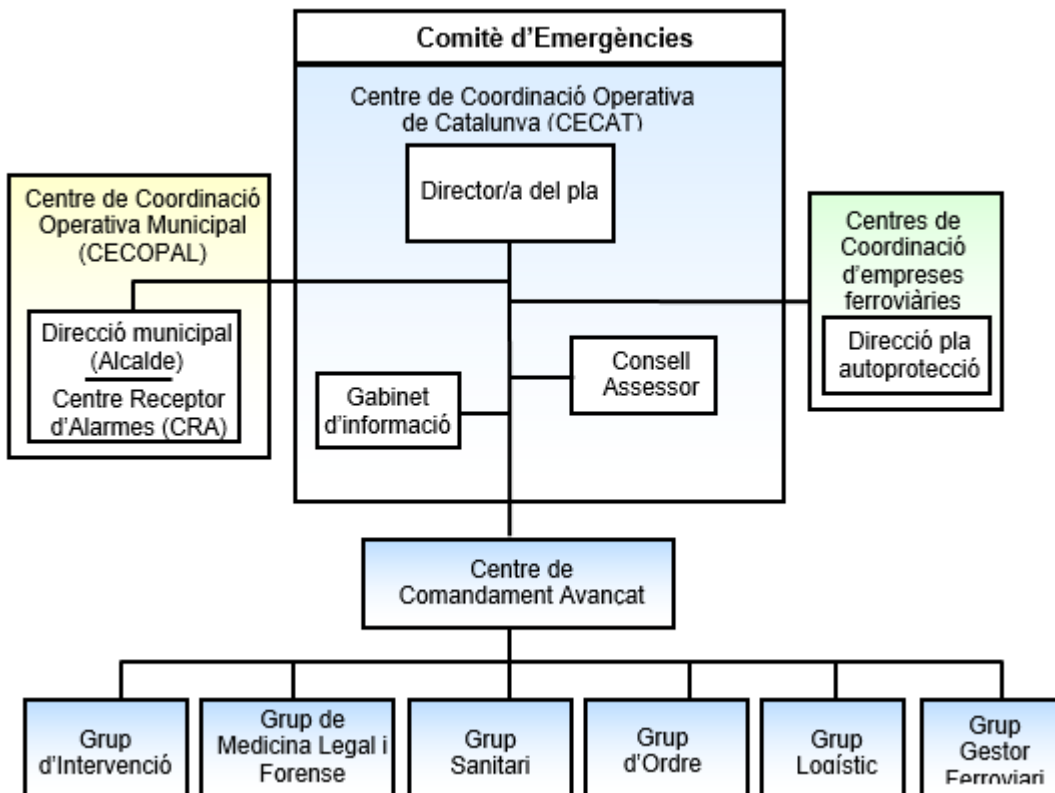 Comitè d’Emergències
Centre de Coordinació Operativa
de Catalunya (CECAT)
Director/a del pla
Centre de Coordinació
Operativa Municipal
(CECOPAL)
Direcció municipal
(Alcalde)
Centre Receptor
d’Alarmes (CRA)
Gabinet
d’informació
Consell
Assessor
Centres de
Coordinació
d’empreses
ferroviàries
Direcció pla
autoprotecció
Centre de
Comandament Avançat
Grup
d’Intervenció
Grup de
Medicina Legal i
Forense
Grup
Sanitari
Grup
d’Ordre
Grup
Logístic
Grup
Gestor
Ferroviari